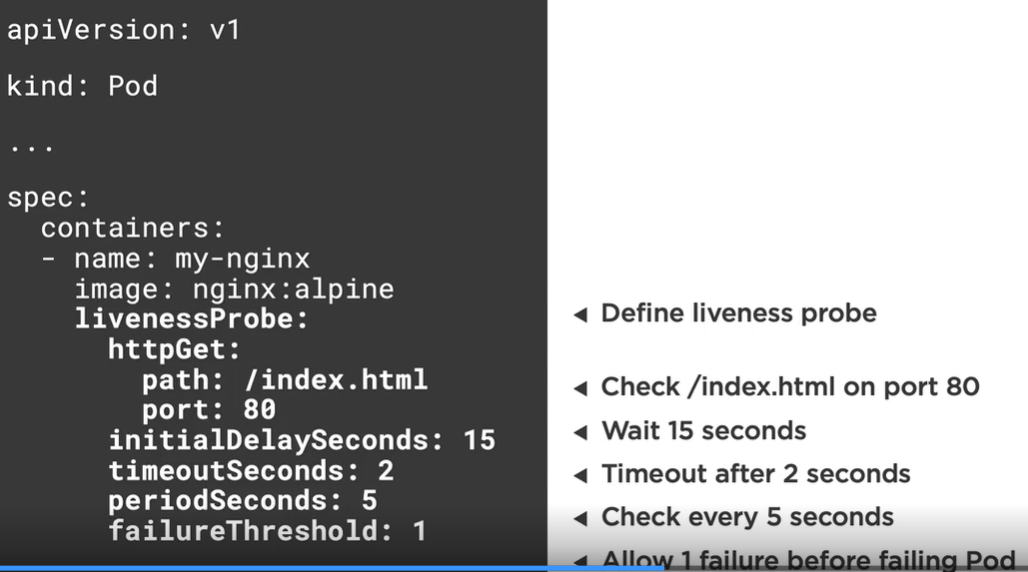 apiVersion: v1
kind: Pod
...
spec:
  containers:
  - name: my-nginx
    image: nginx:alpine
    livenessProbe:
      httpGet:
        path: /index.html
        port: 80
      initialDelaySeconds: 15
      timeoutSeconds: 2
      periodSeconds: 5
      failureThreshold: 1
◄ Define liveness probe
◄ Check /index.html on port 80
◄ Wait 15 seconds
◄ Timeout after 2 seconds
◄ Check every 5 seconds
◄ Allow 1 failure before failing Pod